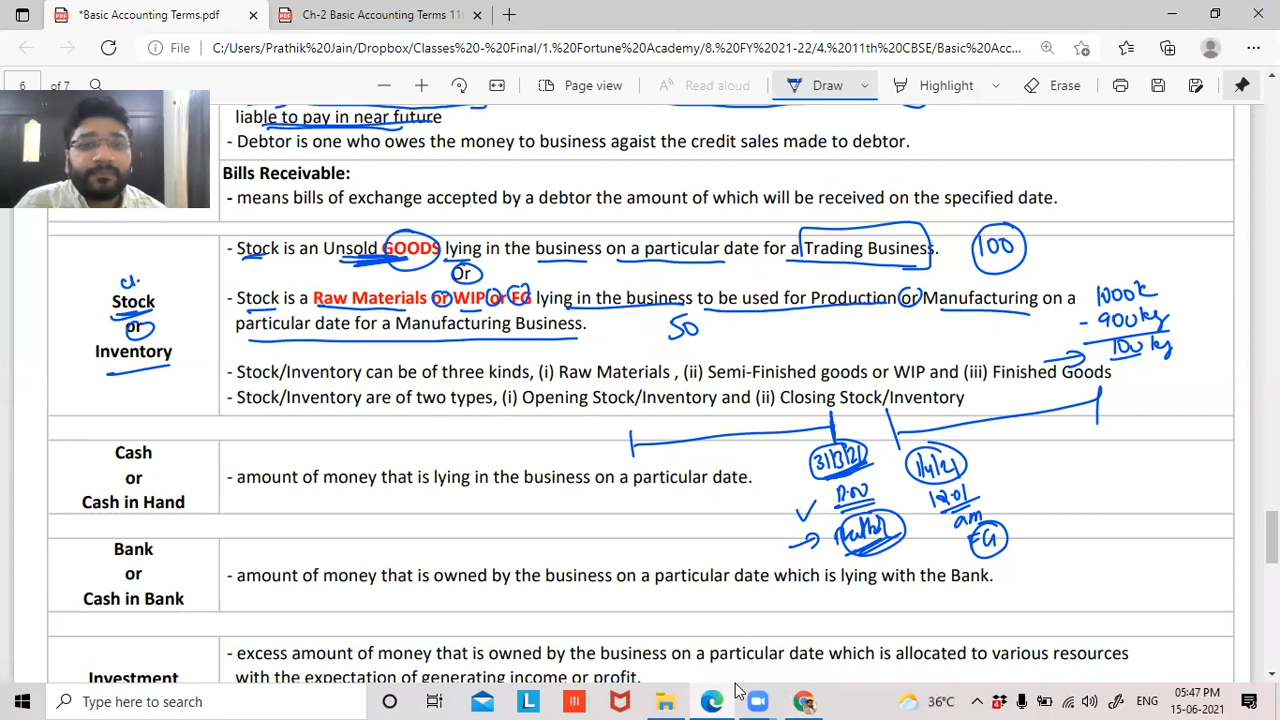 *Basic Accounting Terms.pdf
Ch-2 Basic Accounting Terms 11t
File
C:/Users/Prathik%20Jain/Dropbox/Classes%20-%20Final/1.%20Fortune%20Academy/8.%20FY%202021-22/4.%2011th%20CBSE/Basic%20Acc...
6 of 7
Page view
Read aloud
Draw
Highlight
Erase
liable to pay in near future
- Debtor is one who owes the money to business agaist the credit sales made to debtor.
Bills Receivable:
- means bills of exchange accepted by a debtor the amount of which will be received on the specified date.
- Stock is an Unsold GOODS lying in the business on a particular date for a Trading Business.
100
Or
cl.
Stock
or
Inventory
- Stock is a Raw Materials or WIP or FG lying in the business to be used for Production or Manufacturing on a
particular date for a Manufacturing Business.
50
1000k
- 900kg
100 kg
- Stock/Inventory can be of three kinds, (i) Raw Materials , (ii) Semi-Finished goods or WIP and (iii) Finished Goods
- Stock/Inventory are of two types, (i) Opening Stock/Inventory and (ii) Closing Stock/Inventory
31/3/21
1/4/21
12.01
am
FG
Cash
or
Cash in Hand
- amount of money that is lying in the business on a particular date.
Bank
or
Cash in Bank
- amount of money that is owned by the business on a particular date which is lying with the Bank.
Investment
- excess amount of money that is owned by the business on a particular date which is allocated to various resources
with the expectation of generating income or profit.
Type here to search
36°C
ENG
05:47 PM
15-06-2021